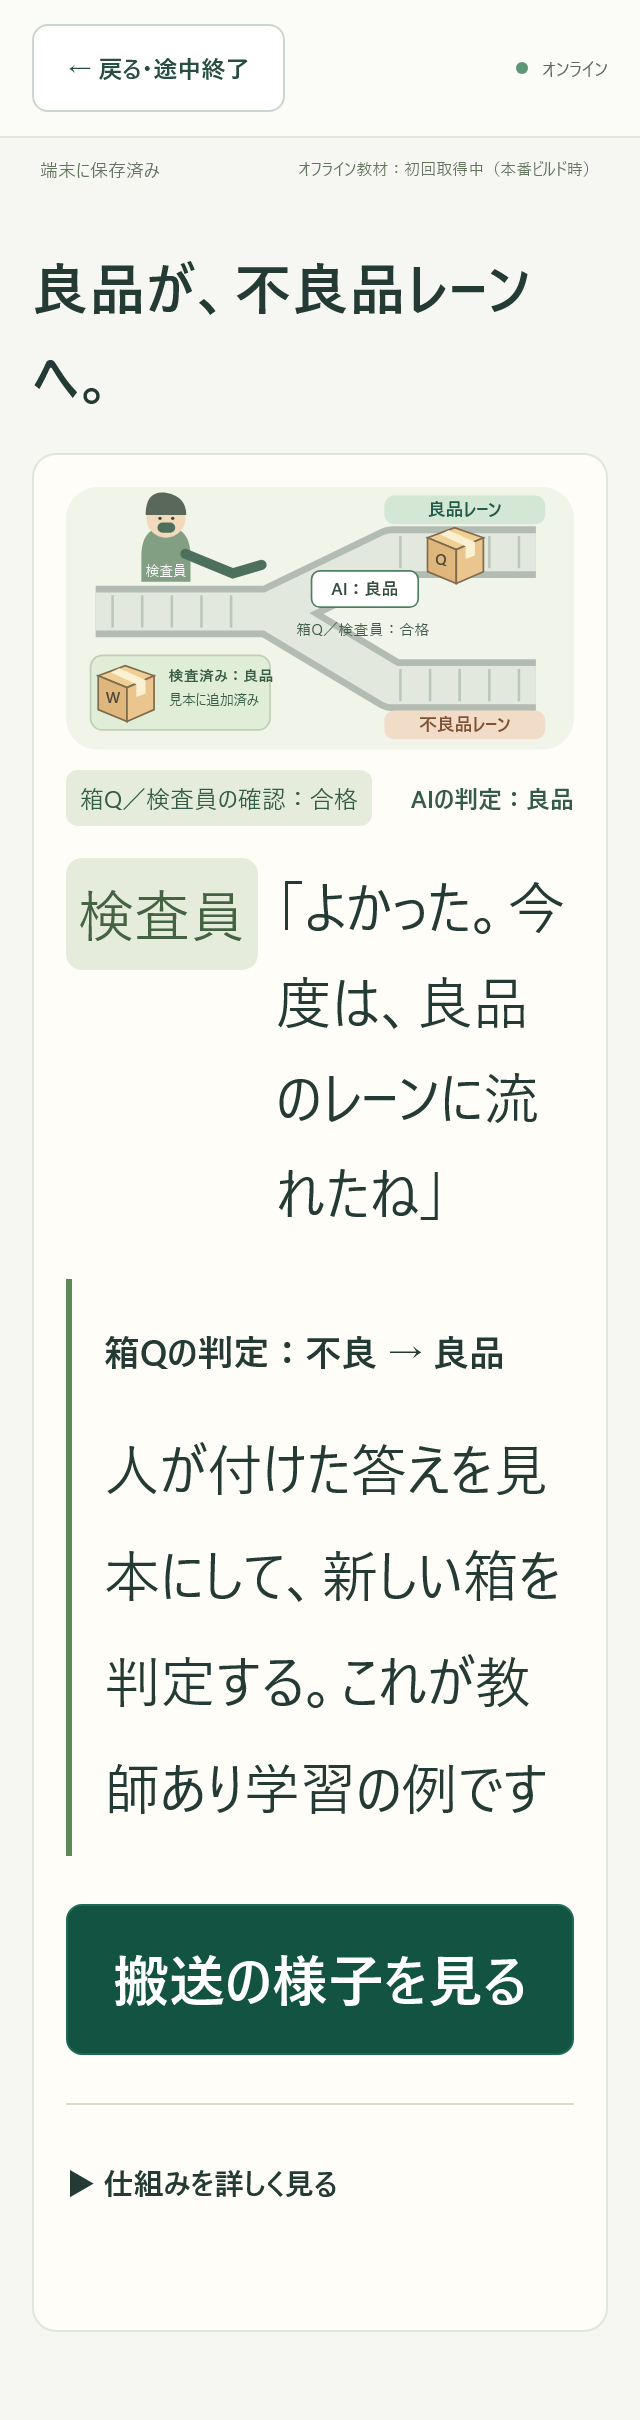 ← 戻る・途中終了
オンライン
端末に保存済み
オフライン教材：初回取得中（本番ビルド時）
良品が、不良品レーン
へ。
良品レーン
検査員
Q
AI：良品
箱Q／検査員：合格
W
検査済み：良品
見本に追加済み
不良品レーン
箱Q／検査員の確認：合格
AIの判定：良品
検査員
「よかった。今
度は、良品
のレーンに流
れたね」
箱Qの判定：不良 → 良品
人が付けた答えを見
本にして、新しい箱を
判定する。これが教
師あり学習の例です
搬送の様子を見る
▶ 仕組みを詳しく見る